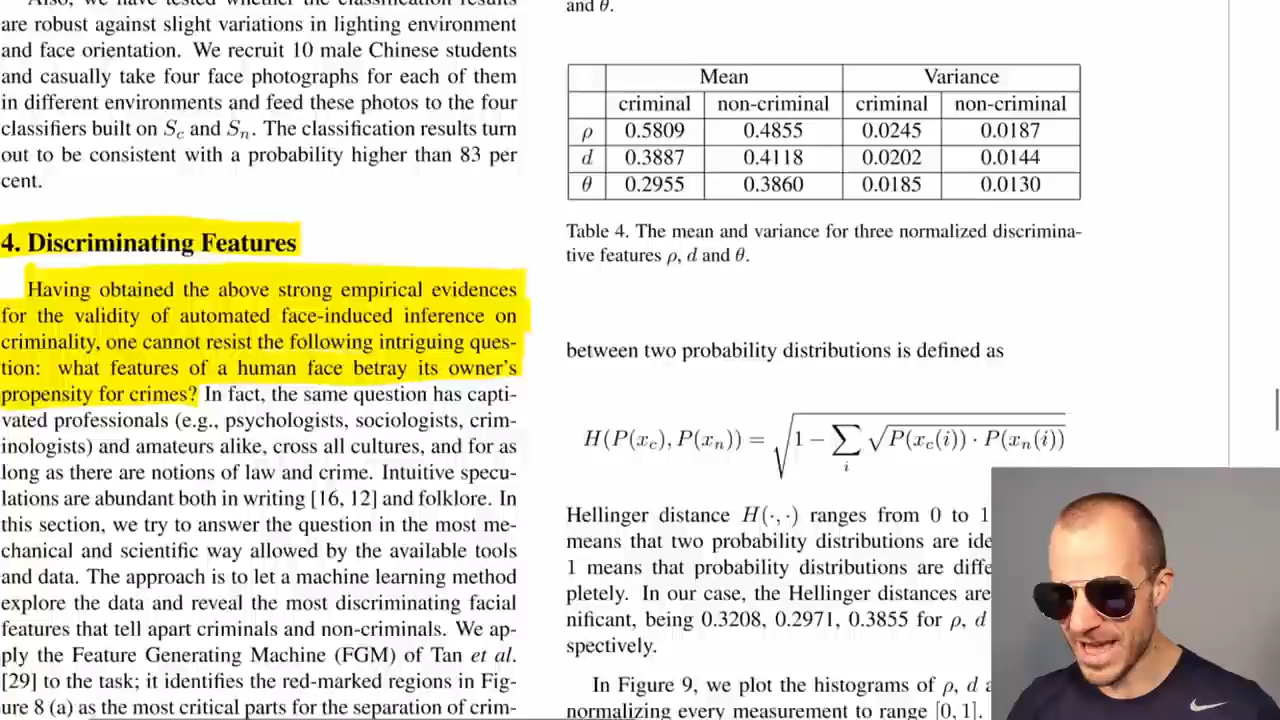 Also, we have tested whether the classification results
are robust against slight variations in lighting environment
and face orientation. We recruit 10 male Chinese students
and casually take four face photographs for each of them
in different environments and feed these photos to the four
classifiers built on Sc and Sn. The classification results turn
out to be consistent with a probability higher than 83 per
cent.
4. Discriminating Features
Having obtained the above strong empirical evidences
for the validity of automated face-induced inference on
criminality, one cannot resist the following intriguing ques-
tion: what features of a human face betray its owner's
propensity for crimes? In fact, the same question has capti-
vated professionals (e.g., psychologists, sociologists, crim-
inologists) and amateurs alike, cross all cultures, and for as
long as there are notions of law and crime. Intuitive specu-
lations are abundant both in writing [16, 12] and folklore. In
this section, we try to answer the question in the most me-
chanical and scientific way allowed by the available tools
and data. The approach is to let a machine learning method
explore the data and reveal the most discriminating facial
features that tell apart criminals and non-criminals. We ap-
ply the Feature Generating Machine (FGM) of Tan et al.
[29] to the task; it identifies the red-marked regions in Fig-
ure 8 (a) as the most critical parts for the separation of crim-
and θ.
Mean Variance
criminal non-criminal criminal non-criminal
ρ 0.5809 0.4855 0.0245 0.0187
d 0.3887 0.4118 0.0202 0.0144
θ 0.2955 0.3860 0.0185 0.0130
Table 4. The mean and variance for three normalized discrimina-
tive features ρ, d and θ.
between two probability distributions is defined as
H(P(xc), P(xn)) = √(1 − ∑i √(P(xc(i)) · P(xn(i))))
Hellinger distance H(·, ·) ranges from 0 to 1
means that two probability distributions are ide
1 means that probability distributions are diffe
pletely. In our case, the Hellinger distances are
nificant, being 0.3208, 0.2971, 0.3855 for ρ, d
spectively.
In Figure 9, we plot the histograms of ρ, d a
normalizing every measurement to range [0, 1].